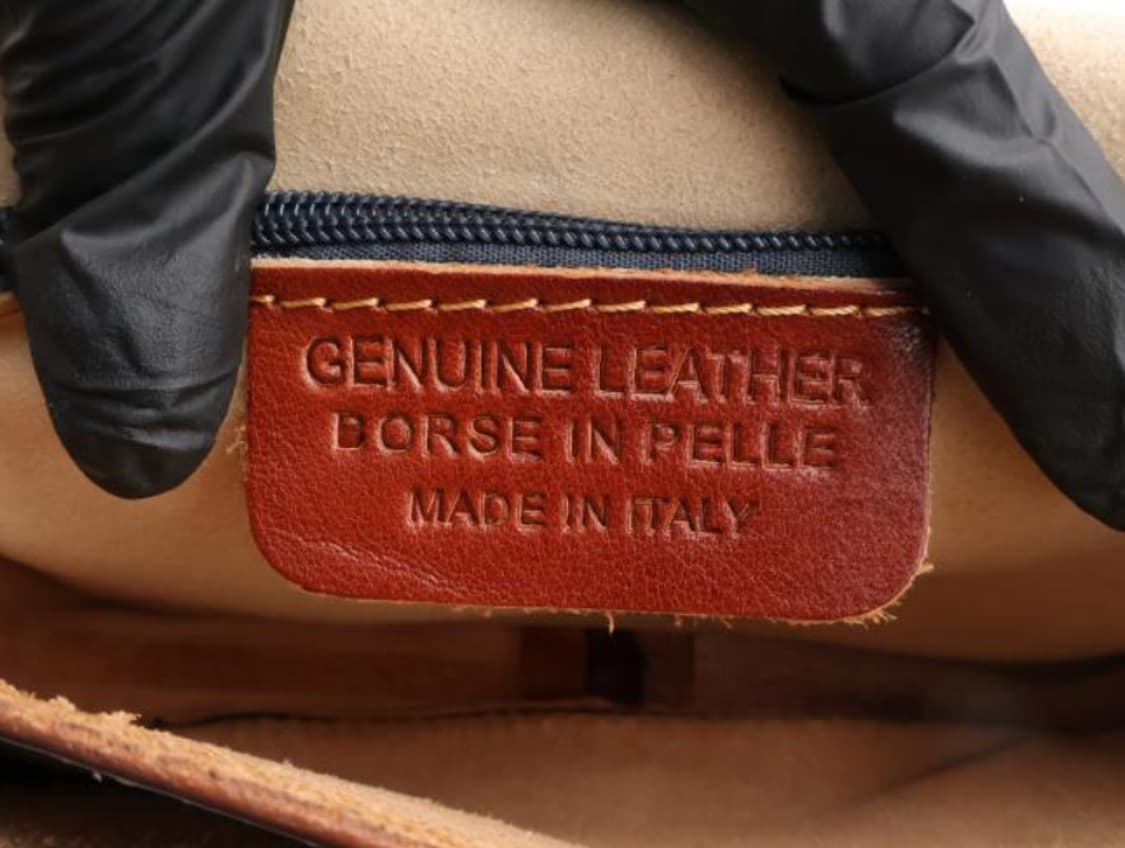 GENUINE LEATHER
BORSE IN PELLE
MADE IN ITALY